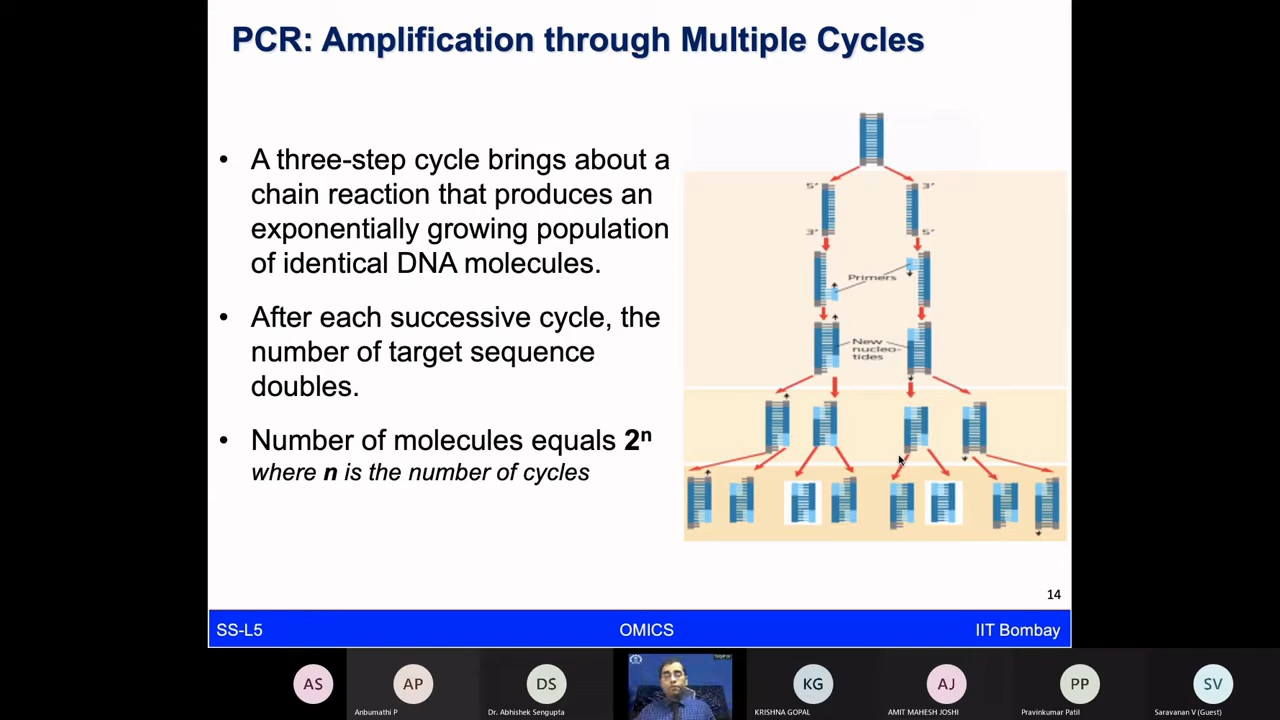 PCR: Amplification through Multiple Cycles
• A three-step cycle brings about a
chain reaction that produces an
exponentially growing population
of identical DNA molecules.
• After each successive cycle, the
number of target sequence
doubles.
• Number of molecules equals 2ⁿ
where n is the number of cycles
5' 3'
3' 5'
Primers
New
nucleo-
tides
14
SS-L5 OMICS IIT Bombay
AS AP DS KG AJ PP SV
Anbumathi P Dr. Abhishek Sengupta KRISHNA GOPAL AMIT MAHESH JOSHI Pravinkumar Patil Saravanan V (Guest)